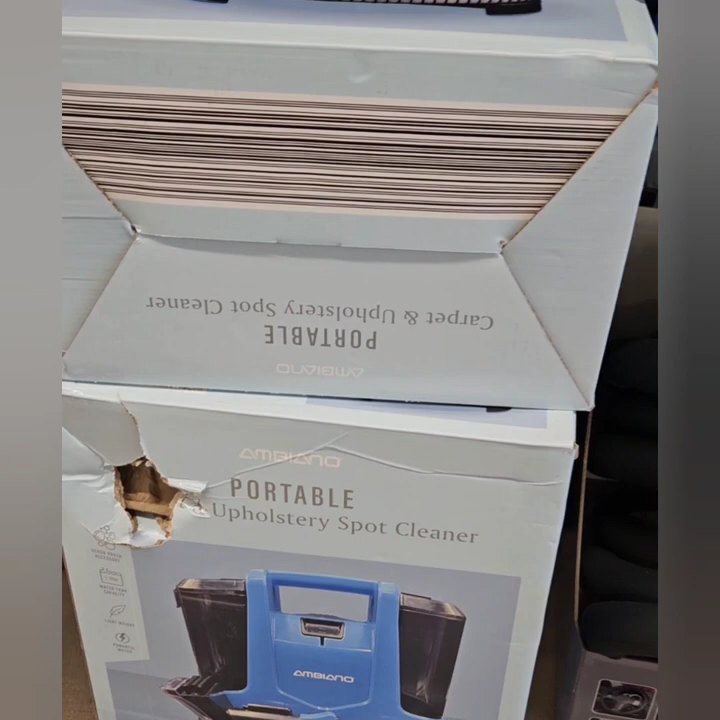 Carpet & Upholstery Spot Cleaner
PORTABLE
AMBIANO
AMBIANO
PORTABLE
& Upholstery Spot Cleaner
AMBIANO